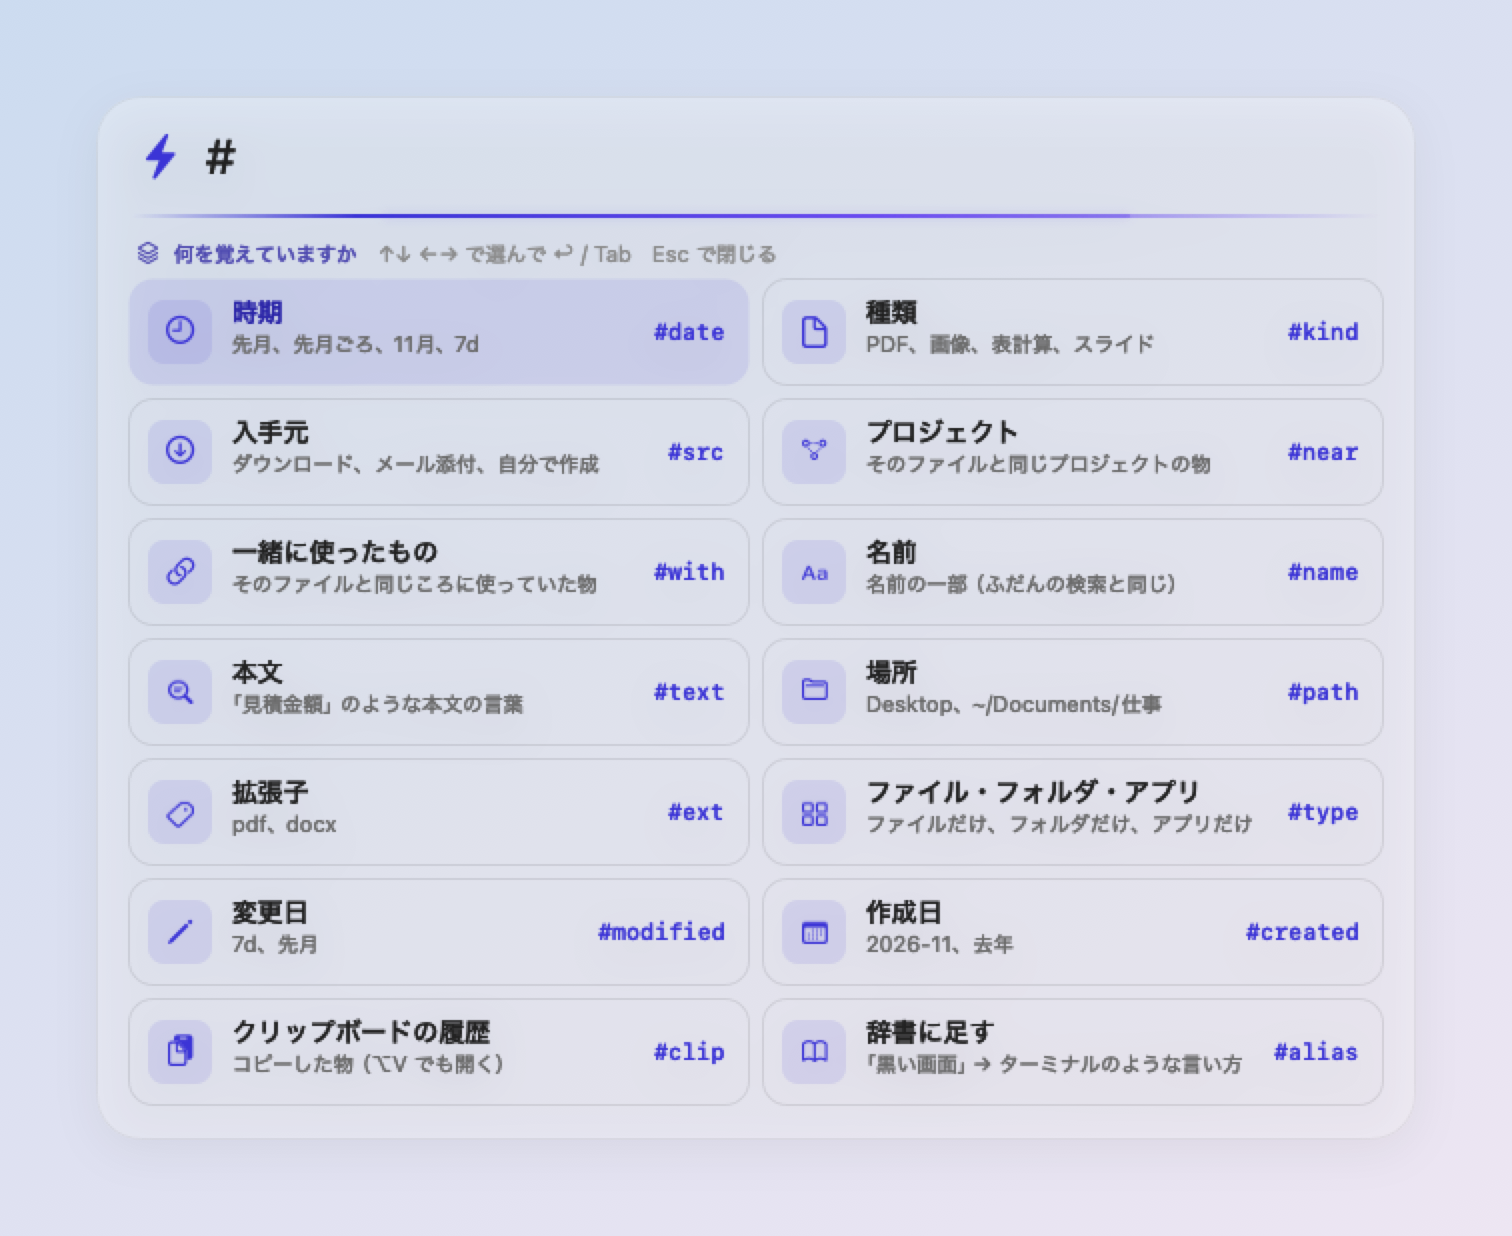 #
何を覚えていますか ↑↓ ←→ で選んで ↩ / Tab Esc で閉じる
時期
先月、先月ごろ、11月、7d
#date
種類
PDF、画像、表計算、スライド
#kind
入手元
ダウンロード、メール添付、自分で作成
#src
プロジェクト
そのファイルと同じプロジェクトの物
#near
一緒に使ったもの
そのファイルと同じころに使っていた物
#with
Aa
名前
名前の一部（ふだんの検索と同じ）
#name
本文
「見積金額」のような本文の言葉
#text
場所
Desktop、~/Documents/仕事
#path
拡張子
pdf、docx
#ext
ファイル・フォルダ・アプリ
ファイルだけ、フォルダだけ、アプリだけ
#type
変更日
7d、先月
#modified
作成日
2026-11、去年
#created
クリップボードの履歴
コピーした物（⌥V でも開く）
#clip
辞書に足す
「黒い画面」→ ターミナルのような言い方
#alias